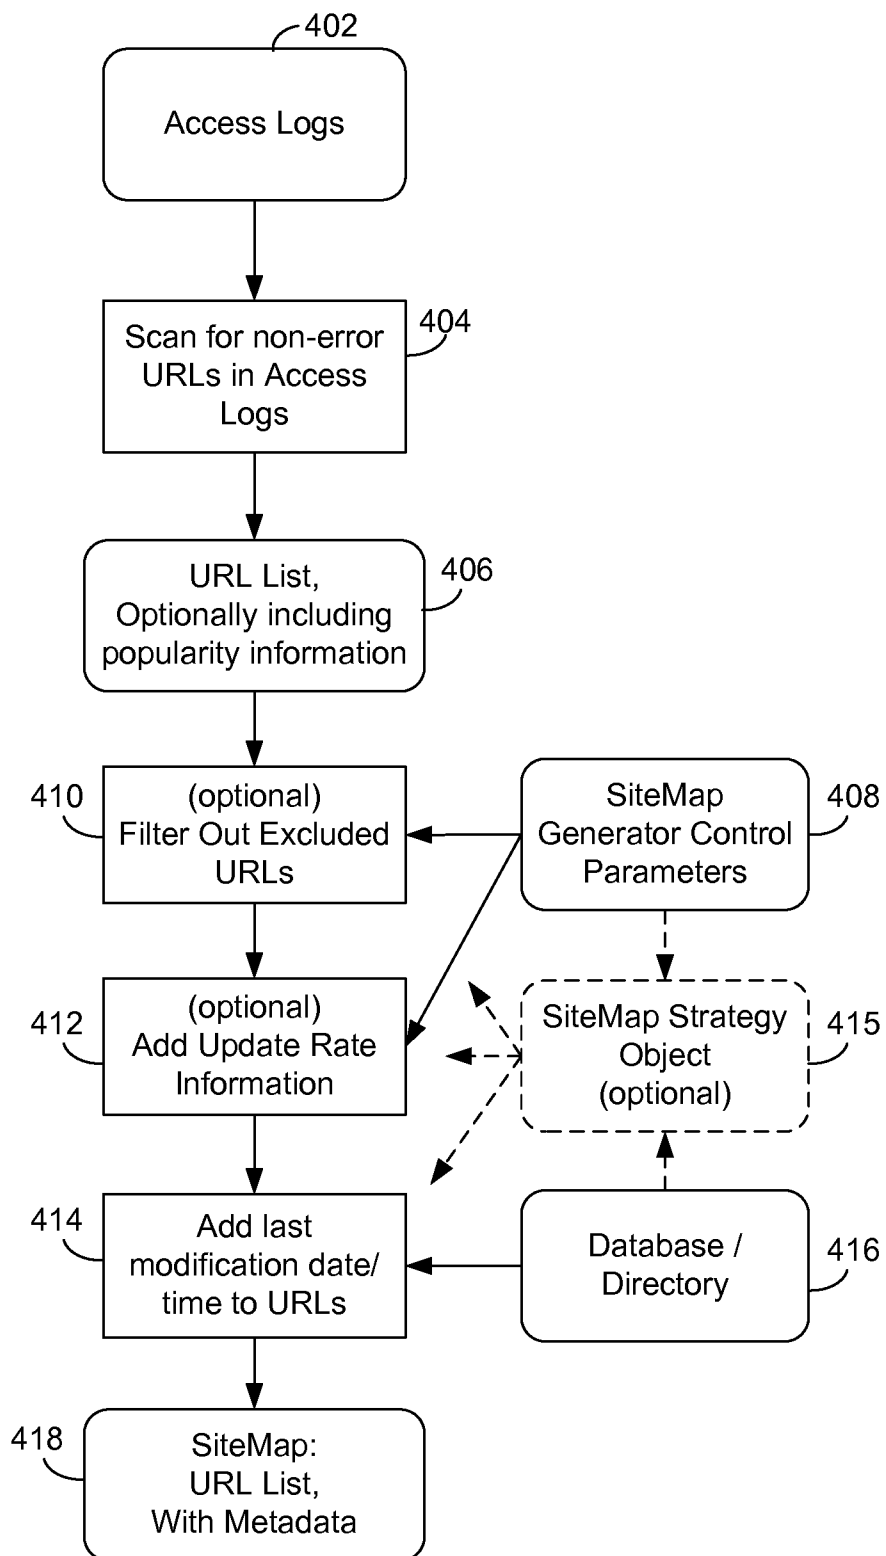 402
Access Logs
404
Scan for non-error
URLs in Access
Logs
406
URL List,
Optionally including
popularity information
410
(optional)
Filter Out Excluded
URLs
408
SiteMap
Generator Control
Parameters
412
(optional)
Add Update Rate
Information
415
SiteMap Strategy
Object
(optional)
414
Add last
modification date/
time to URLs
416
Database /
Directory
418
SiteMap:
URL List,
With Metadata